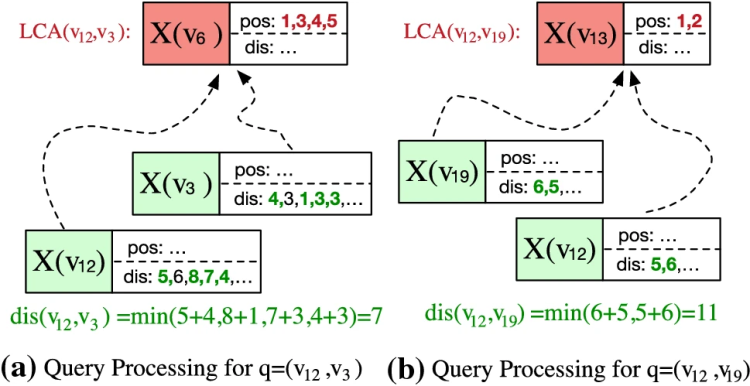 LCA(v12,v3):
X(v6 )
pos: 1,3,4,5
dis: ...
X(v3 )
pos: ...
dis: 4,3,1,3,3,...
X(v12)
pos: ...
dis: 5,6,8,7,4,...
dis(v12,v3 ) =min(5+4,8+1,7+3,4+3)=7
(a) Query Processing for q=(v12 ,v3)
LCA(v12,v19):
X(v13)
pos: 1,2
dis: ...
X(v19)
pos: ...
dis: 6,5,...
X(v12)
pos: ...
dis: 5,6,...
dis(v12,v19) =min(6+5,5+6)=11
(b) Query Processing for q=(v12 ,v19)